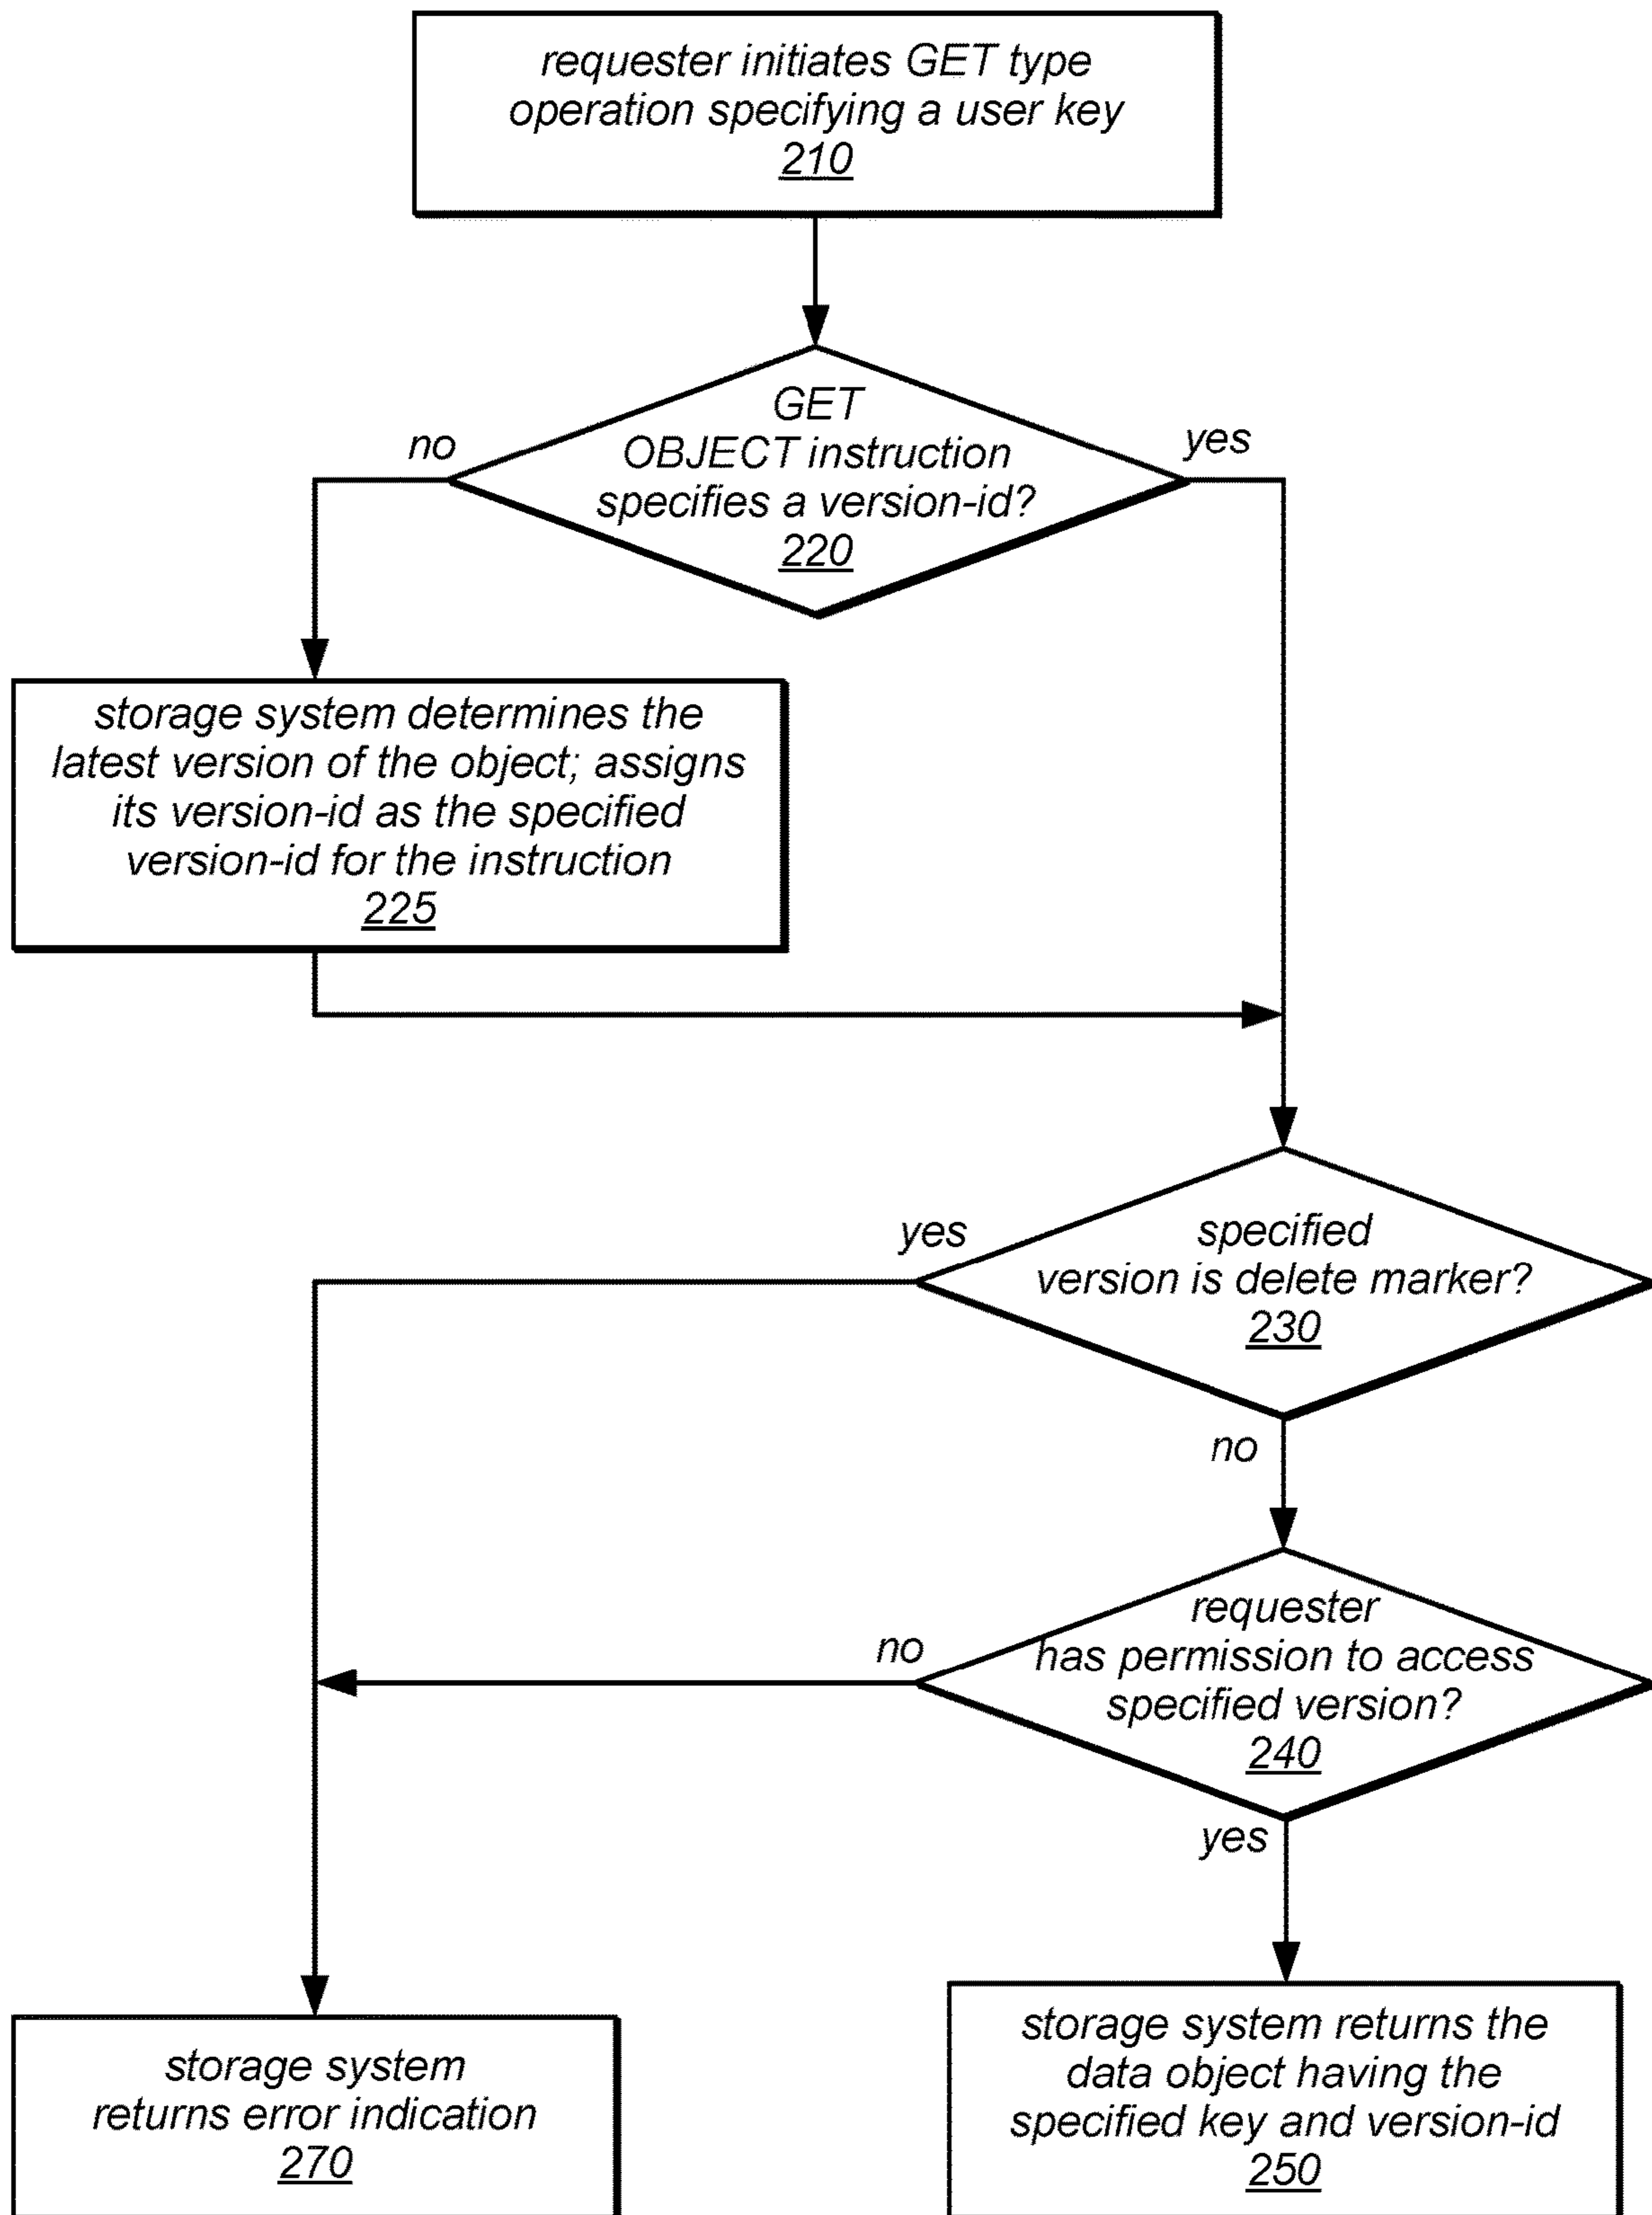 requester initiates GET type
operation specifying a user key
210
GET
OBJECT instruction
specifies a version-id?
220
no
yes
storage system determines the
latest version of the object; assigns
its version-id as the specified
version-id for the instruction
225
yes
specified
version is delete marker?
230
no
requester
has permission to access
specified version?
240
no
yes
storage system
returns error indication
270
storage system returns the
data object having the
specified key and version-id
250